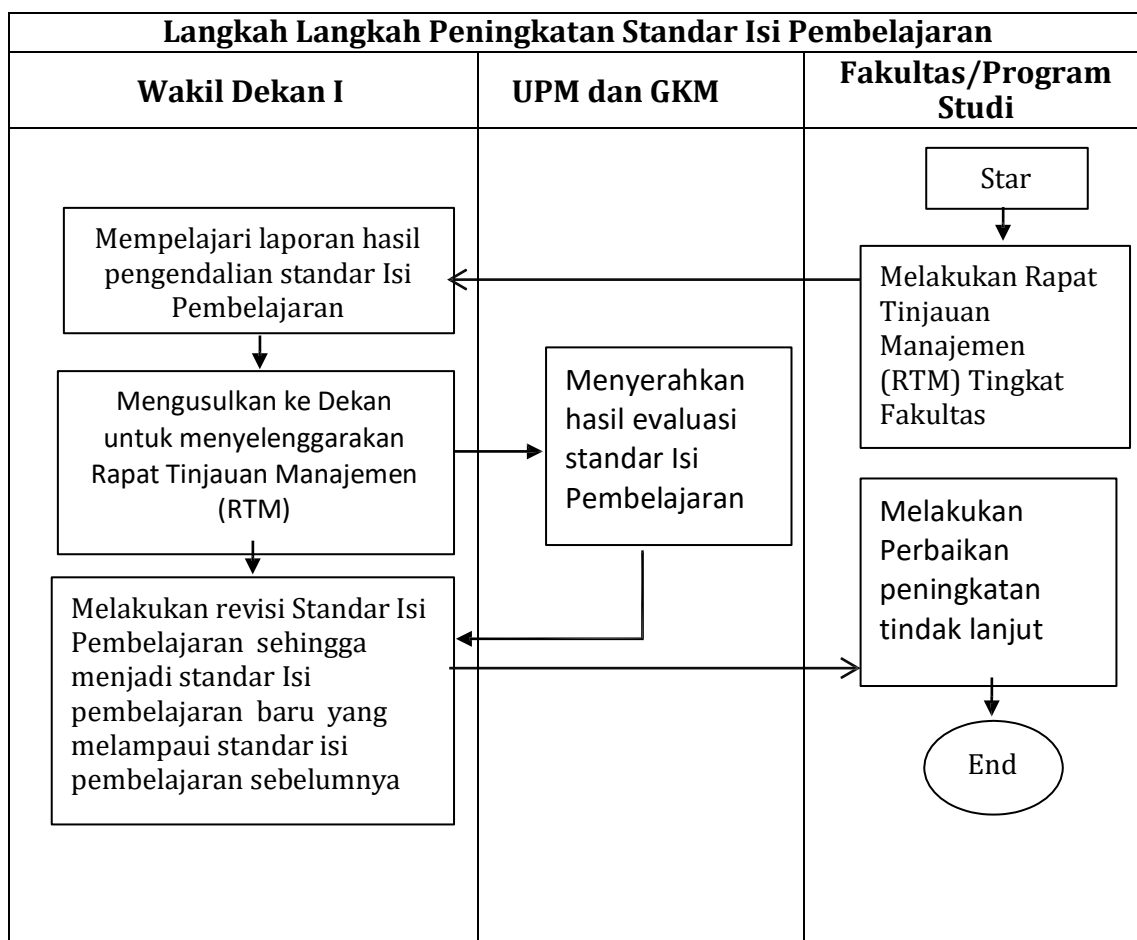 Langkah Langkah Peningkatan Standar Isi Pembelajaran
Wakil Dekan I
UPM dan GKM
Fakultas/Program
Studi
Star
Mempelajari laporan hasil
pengendalian standar Isi
Pembelajaran
Melakukan Rapat
Tinjauan
Manajemen
(RTM) Tingkat
Fakultas
Mengusulkan ke Dekan
untuk menyelenggarakan
Rapat Tinjauan Manajemen
(RTM)
Menyerahkan
hasil evaluasi
standar Isi
Pembelajaran
Melakukan
Perbaikan
peningkatan
tindak lanjut
Melakukan revisi Standar Isi
Pembelajaran sehingga
menjadi standar Isi
pembelajaran baru yang
melampaui standar isi
pembelajaran sebelumnya
End